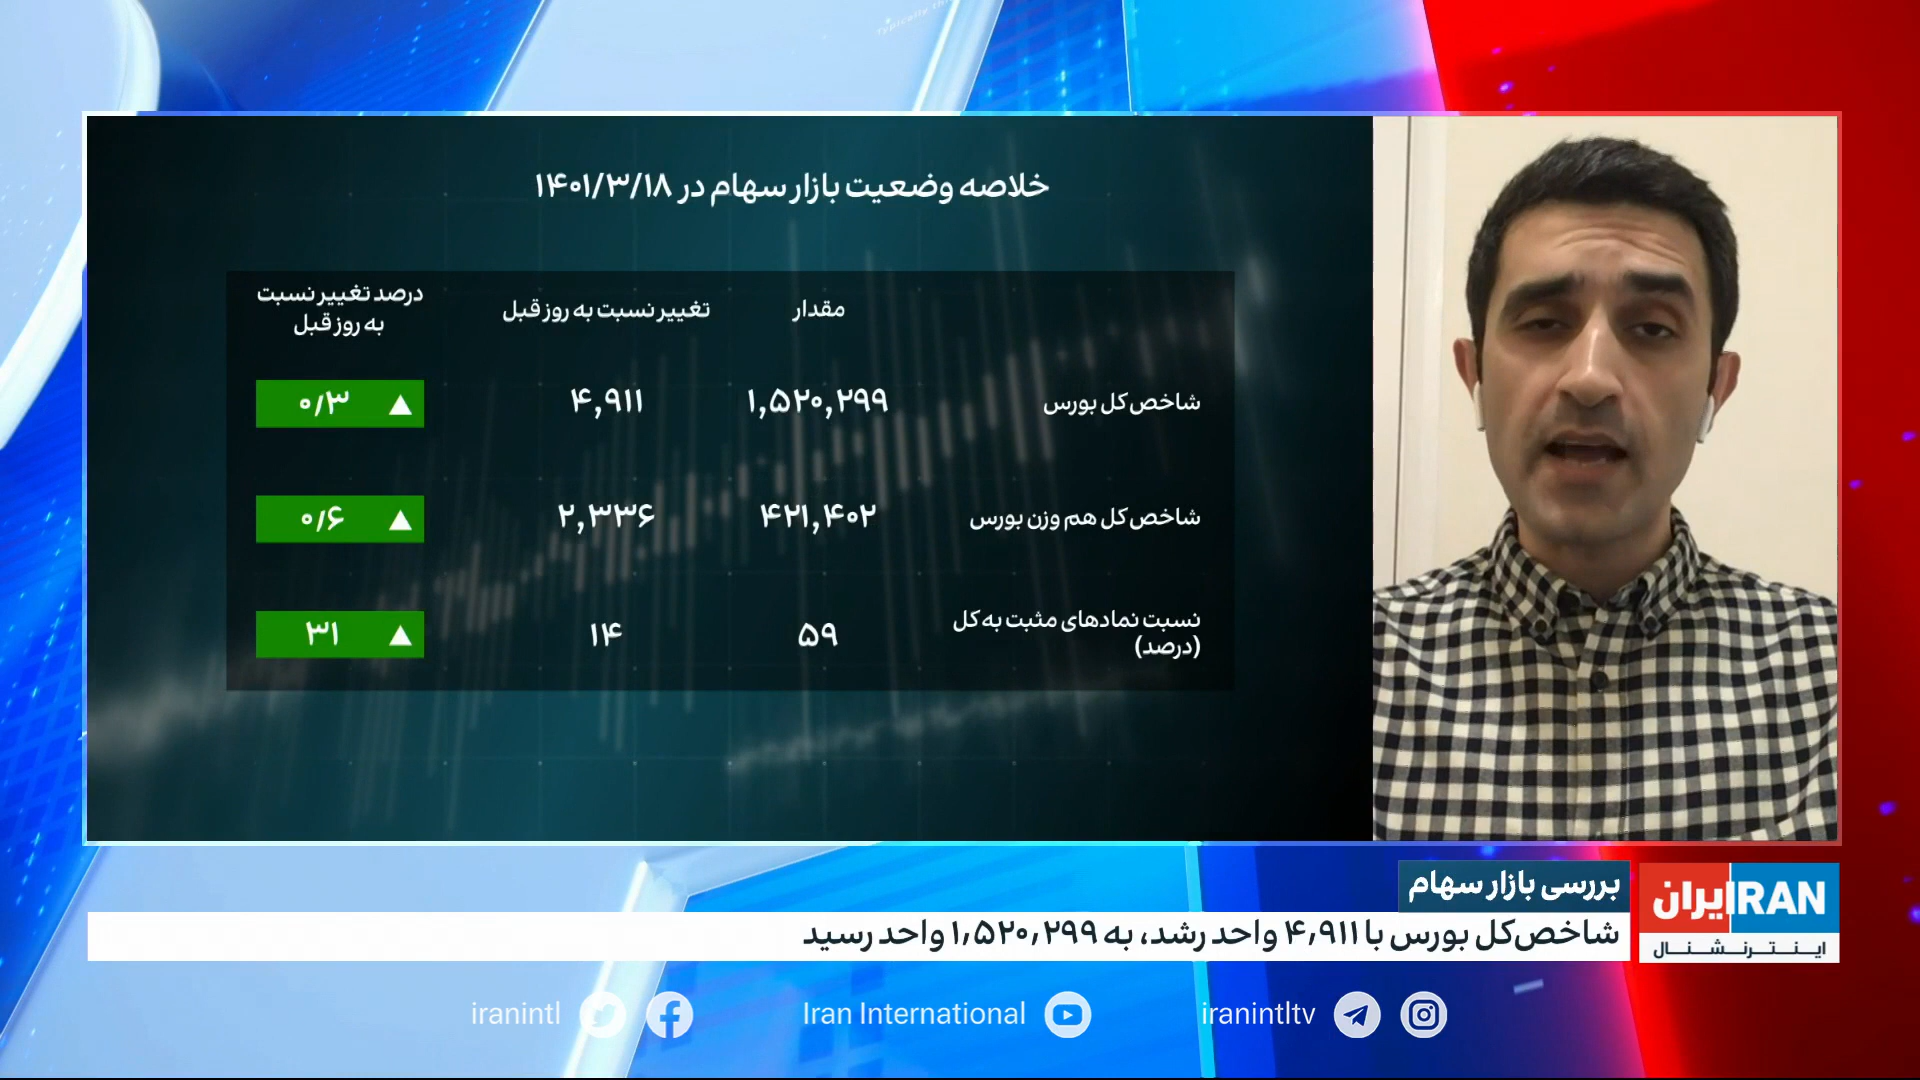 خلاصه وضعیت بازار سهام در ۱۴۰۱/۳/۱۸
مقدار
تغییر نسبت به روز قبل
درصد تغییر نسبت
به روز قبل
شاخص کل بورس
۱,۵۲۰,۲۹۹
۴,۹۱۱
▲ ۰/۳
شاخص کل هم وزن بورس
۴۲۱,۴۰۲
۲,۳۳۶
▲ ۰/۶
نسبت نمادهای مثبت به کل
(درصد)
۵۹
۱۴
▲ ۳۱
بررسی بازار سهام
شاخص‌کل بورس با ۴٫۹۱۱ واحد رشد، به ۱٫۵۲۰٫۲۹۹ واحد رسید
ایران IRAN
اینترنشنال
iranintl
Iran International
iranintltv